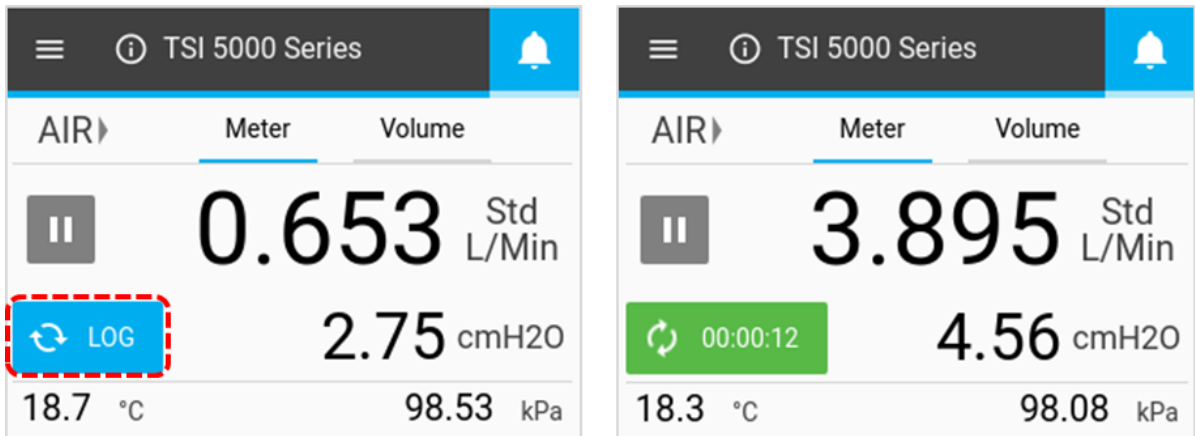 TSI 5000 Series
AIR Meter Volume
0.653 Std L/Min
LOG 2.75 cmH2O
18.7 °C 98.53 kPa
TSI 5000 Series
AIR Meter Volume
3.895 Std L/Min
00:00:12 4.56 cmH2O
18.3 °C 98.08 kPa